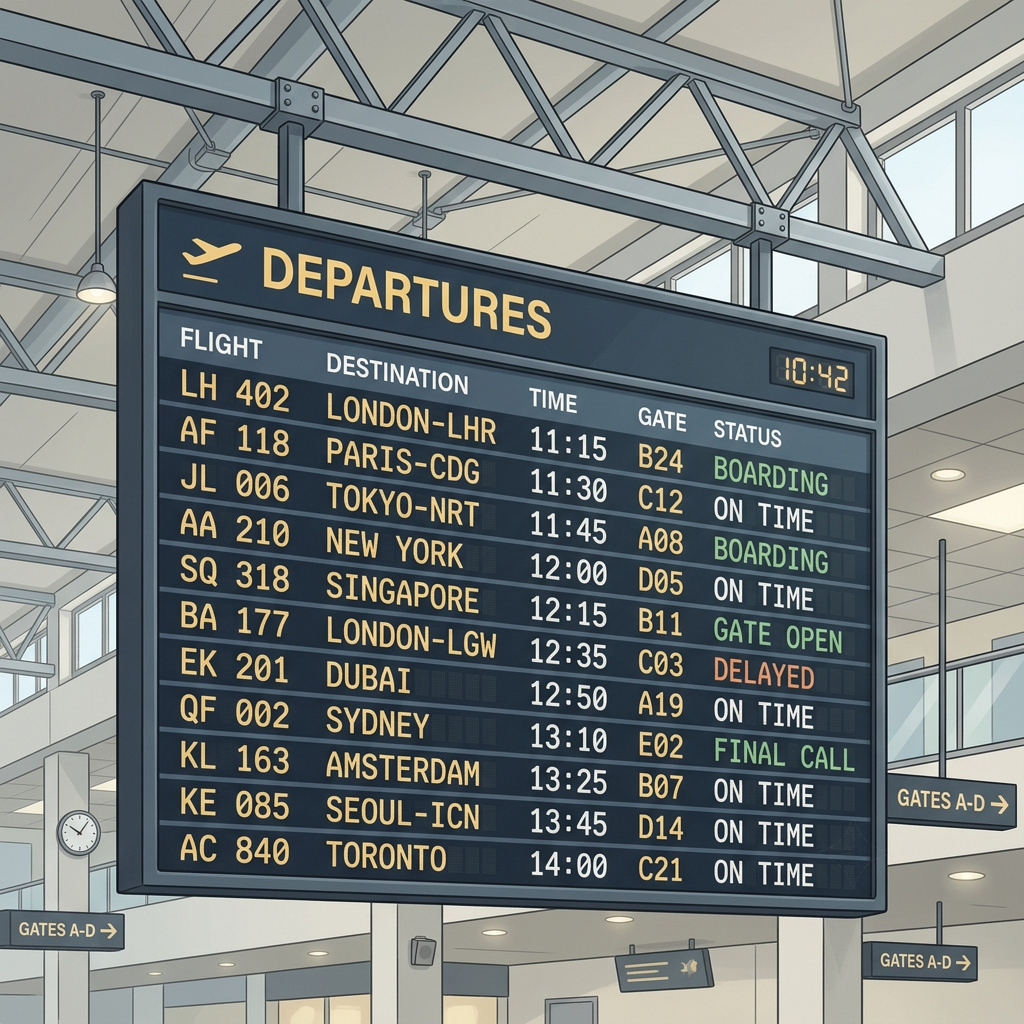 DEPARTURES
10:42
FLIGHT DESTINATION TIME GATE STATUS
LH 402 LONDON-LHR 11:15 B24 BOARDING
AF 118 PARIS-CDG 11:30 C12 ON TIME
JL 006 TOKYO-NRT 11:45 A08 BOARDING
AA 210 NEW YORK 12:00 D05 ON TIME
SQ 318 SINGAPORE 12:15 B11 GATE OPEN
BA 177 LONDON-LGW 12:35 C03 DELAYED
EK 201 DUBAI 12:50 A19 ON TIME
QF 002 SYDNEY 13:10 E02 FINAL CALL
KL 163 AMSTERDAM 13:25 B07 ON TIME
KE 085 SEOUL-ICN 13:45 D14 ON TIME
AC 840 TORONTO 14:00 C21 ON TIME
GATES A-D →
GATES A-D →
GATES A-D →